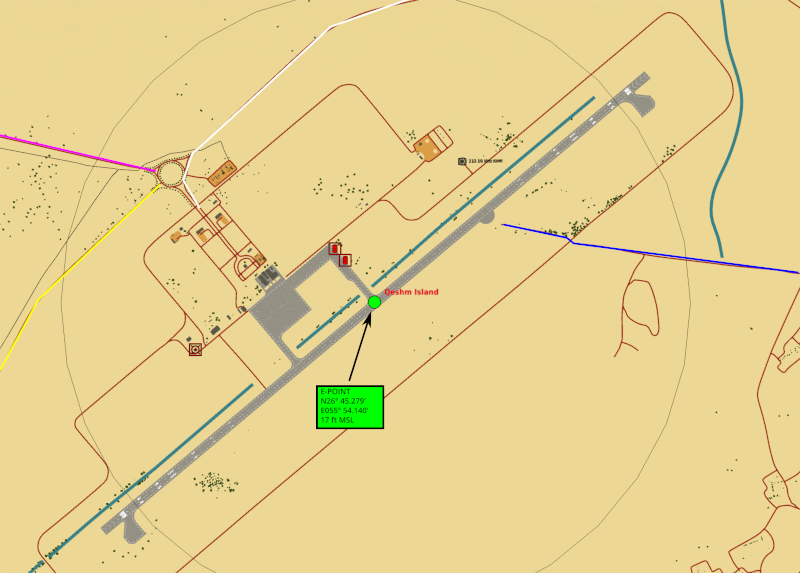 Qeshm Island
E-POINT
N26° 45.279'
E055° 54.140'
17 ft MSL